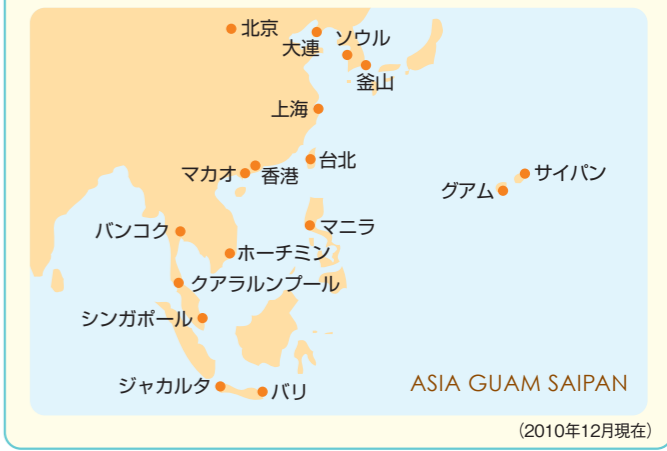 北京
大連
ソウル
釜山
上海
台北
マカオ
香港
サイパン
グアム
バンコク
マニラ
ホーチミン
クアラルンプール
シンガポール
ジャカルタ
バリ
ASIA GUAM SAIPAN
(2010年12月現在)